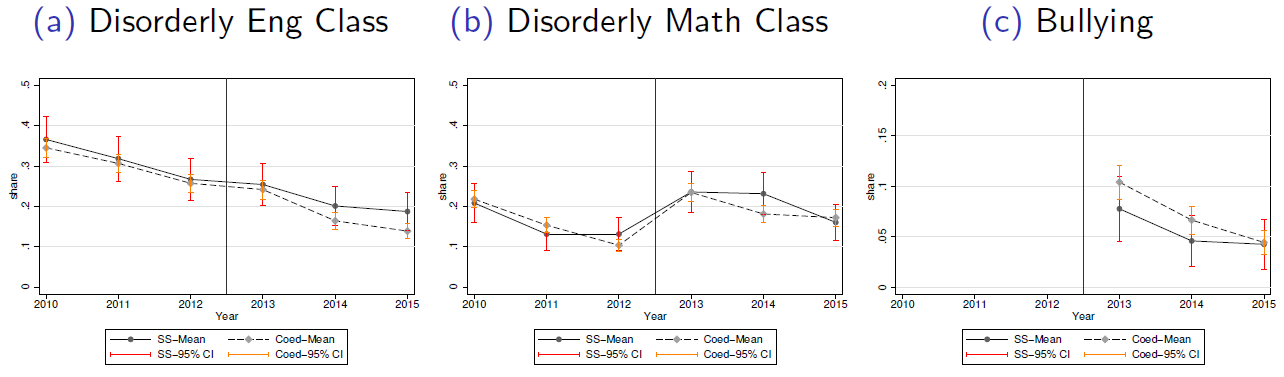 (a) Disorderly Eng Class
.5
.4
.3
.2
.1
0
share
2010 2011 2012 2013 2014 2015
Year
SS−Mean Coed−Mean
SS−95% CI Coed−95% CI
(b) Disorderly Math Class
.5
.4
.3
.2
.1
0
share
2010 2011 2012 2013 2014 2015
Year
SS−Mean Coed−Mean
SS−95% CI Coed−95% CI
(c) Bullying
.2
.15
.1
.05
0
share
2010 2011 2012 2013 2014 2015
Year
SS−Mean Coed−Mean
SS−95% CI Coed−95% CI